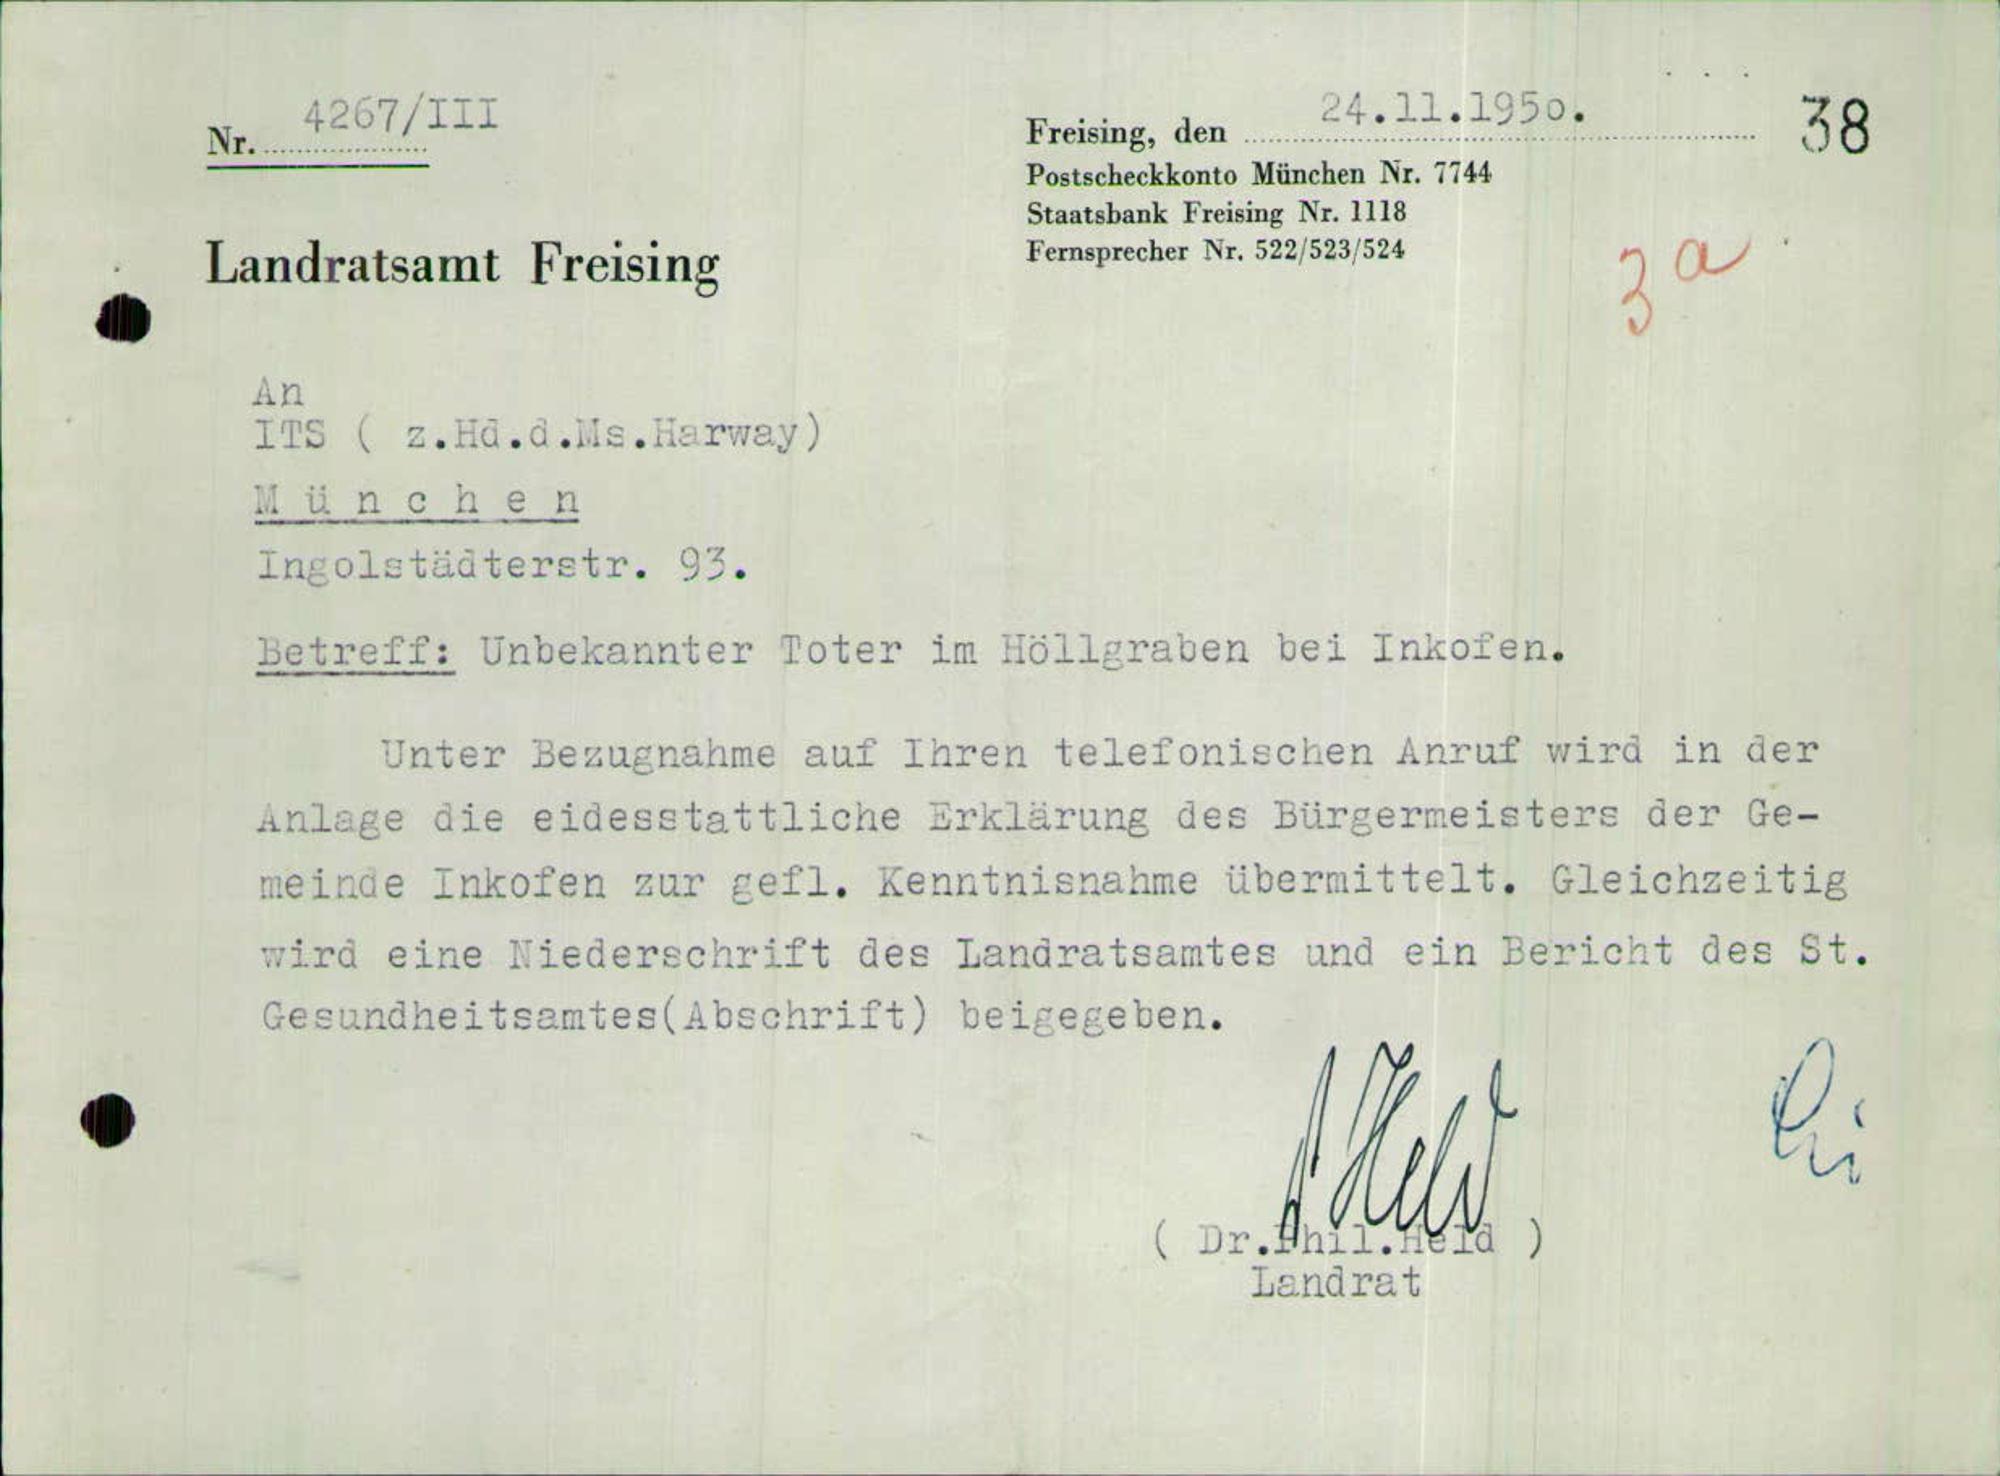 Nr. 4267/III
Freising, den 24.11.1950.
38
Postscheckkonto München Nr. 7744
Staatsbank Freising Nr. 1118
Fernsprecher Nr. 522/523/524
Landratsamt Freising
3a
An
ITS ( z.Hd.d.Ms.Harway)
M ü n c h e n
Ingolstädterstr. 93.
Betreff: Unbekannter Toter im Höllgraben bei Inkofen.
Unter Bezugnahme auf Ihren telefonischen Anruf wird in der
Anlage die eidesstattliche Erklärung des Bürgermeisters der Ge-
meinde Inkofen zur gefl. Kenntnisnahme übermittelt. Gleichzeitig
wird eine Niederschrift des Landratsamtes und ein Bericht des St.
Gesundheitsamtes(Abschrift) beigegeben.
Held
( Dr.Phil.Held )
Landrat